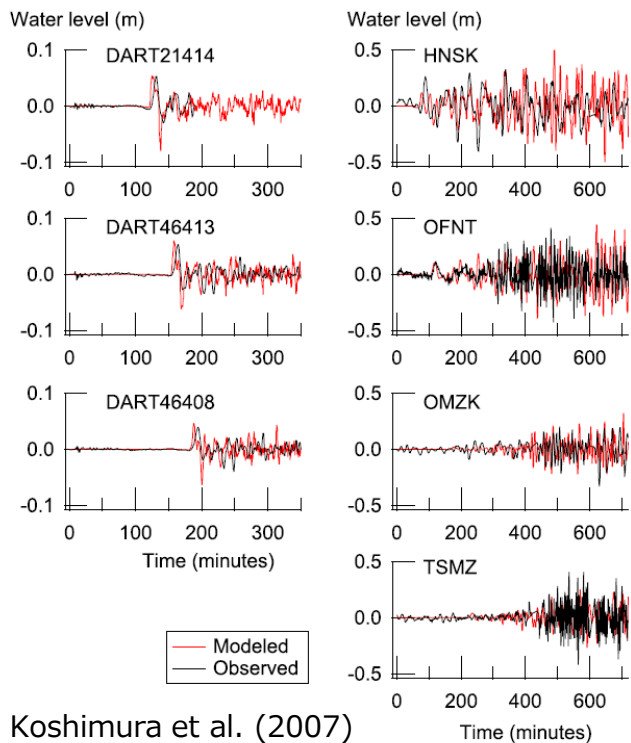 Water level (m)
0.1
0.0
-0.1
DART21414
0 100 200 300
0.1
0.0
-0.1
DART46413
0 100 200 300
0.1
0.0
-0.1
DART46408
0 100 200 300
Time (minutes)
Modeled
Observed
Koshimura et al. (2007)
Water level (m)
0.5
0.0
-0.5
HNSK
0 200 400 600
0.5
0.0
-0.5
OFNT
0 200 400 600
0.5
0.0
-0.5
OMZK
0 200 400 600
0.5
0.0
-0.5
TSMZ
0 200 400 600
Time (minutes)